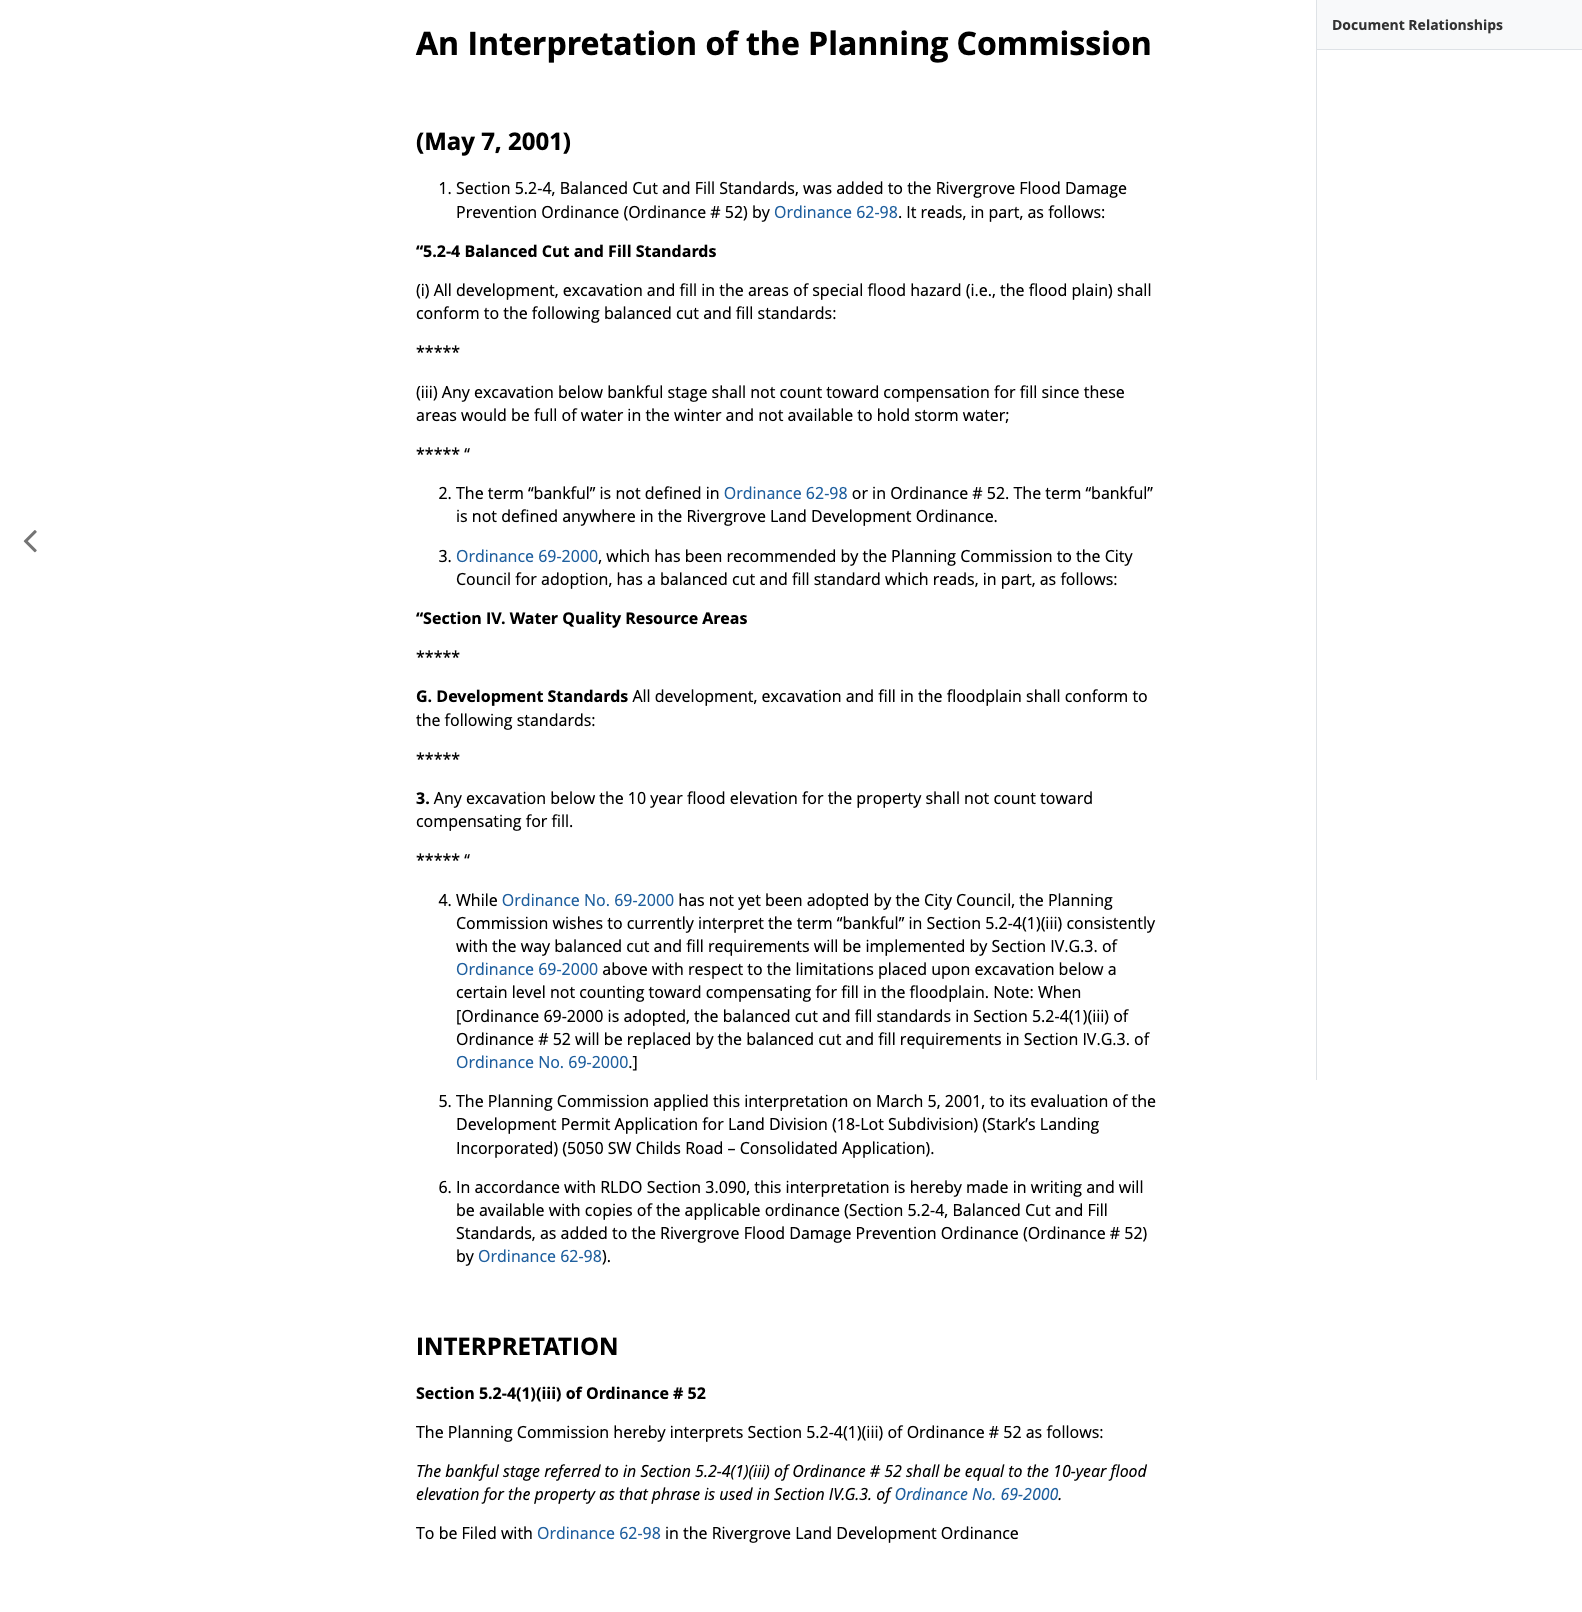 An Interpretation of the Planning Commission
Document Relationships
(May 7, 2001)
1. Section 5.2-4, Balanced Cut and Fill Standards, was added to the Rivergrove Flood Damage
Prevention Ordinance (Ordinance # 52) by Ordinance 62-98. It reads, in part, as follows:
“5.2-4 Balanced Cut and Fill Standards
(i) All development, excavation and fill in the areas of special flood hazard (i.e., the flood plain) shall
conform to the following balanced cut and fill standards:
*****
(iii) Any excavation below bankful stage shall not count toward compensation for fill since these
areas would be full of water in the winter and not available to hold storm water;
***** “
2. The term “bankful” is not defined in Ordinance 62-98 or in Ordinance # 52. The term “bankful”
is not defined anywhere in the Rivergrove Land Development Ordinance.
3. Ordinance 69-2000, which has been recommended by the Planning Commission to the City
Council for adoption, has a balanced cut and fill standard which reads, in part, as follows:
“Section IV. Water Quality Resource Areas
*****
G. Development Standards All development, excavation and fill in the floodplain shall conform to
the following standards:
*****
3. Any excavation below the 10 year flood elevation for the property shall not count toward
compensating for fill.
***** “
4. While Ordinance No. 69-2000 has not yet been adopted by the City Council, the Planning
Commission wishes to currently interpret the term “bankful” in Section 5.2-4(1)(iii) consistently
with the way balanced cut and fill requirements will be implemented by Section IV.G.3. of
Ordinance 69-2000 above with respect to the limitations placed upon excavation below a
certain level not counting toward compensating for fill in the floodplain. Note: When
[Ordinance 69-2000 is adopted, the balanced cut and fill standards in Section 5.2-4(1)(iii) of
Ordinance # 52 will be replaced by the balanced cut and fill requirements in Section IV.G.3. of
Ordinance No. 69-2000.]
5. The Planning Commission applied this interpretation on March 5, 2001, to its evaluation of the
Development Permit Application for Land Division (18-Lot Subdivision) (Stark’s Landing
Incorporated) (5050 SW Childs Road – Consolidated Application).
6. In accordance with RLDO Section 3.090, this interpretation is hereby made in writing and will
be available with copies of the applicable ordinance (Section 5.2-4, Balanced Cut and Fill
Standards, as added to the Rivergrove Flood Damage Prevention Ordinance (Ordinance # 52)
by Ordinance 62-98).
INTERPRETATION
Section 5.2-4(1)(iii) of Ordinance # 52
The Planning Commission hereby interprets Section 5.2-4(1)(iii) of Ordinance # 52 as follows:
The bankful stage referred to in Section 5.2-4(1)(iii) of Ordinance # 52 shall be equal to the 10-year flood
elevation for the property as that phrase is used in Section IV.G.3. of Ordinance No. 69-2000.
To be Filed with Ordinance 62-98 in the Rivergrove Land Development Ordinance